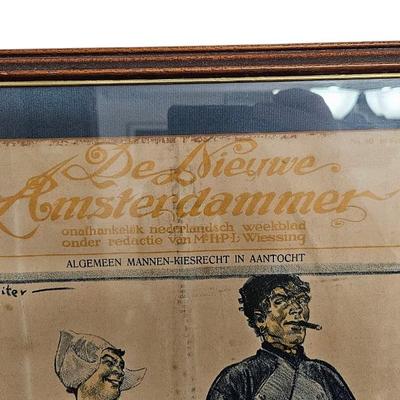 De Nieuwe
Amsterdammer
onafhankelijk nederlandsch weekblad
onder redactie van Mr. H.P.L. Wiessing
ALGEMEEN MANNEN-KIESRECHT IN AANTOCHT